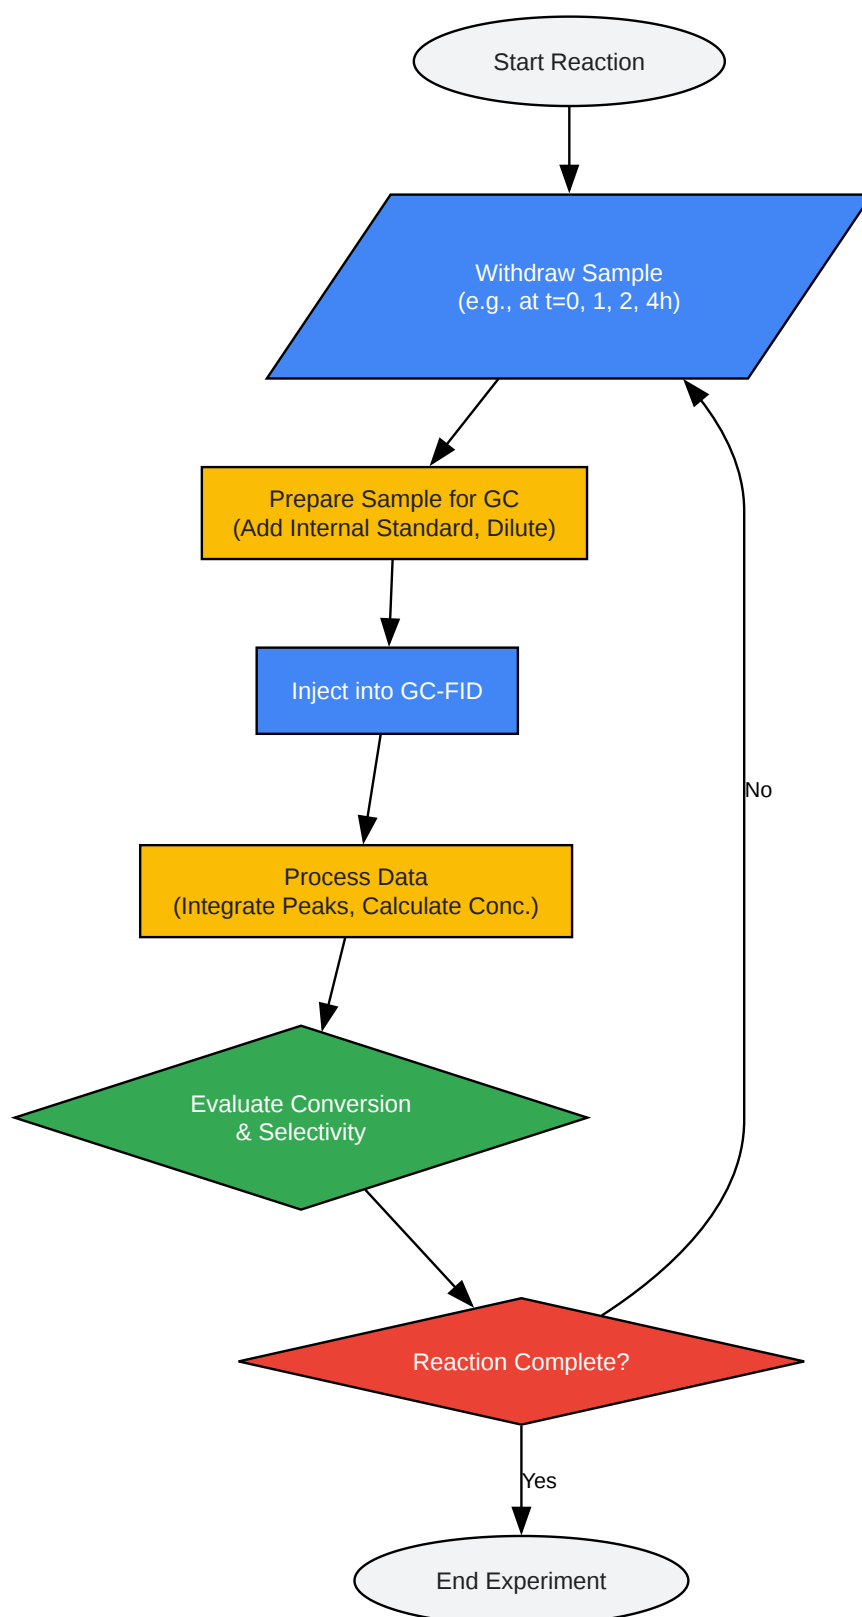 Start Reaction
Withdraw Sample
(e.g., at t=0, 1, 2, 4h)
Prepare Sample for GC
(Add Internal Standard, Dilute)
Inject into GC-FID
No
Process Data
(Integrate Peaks, Calculate Conc.)
Evaluate Conversion
& Selectivity
Reaction Complete?
Yes
End Experiment